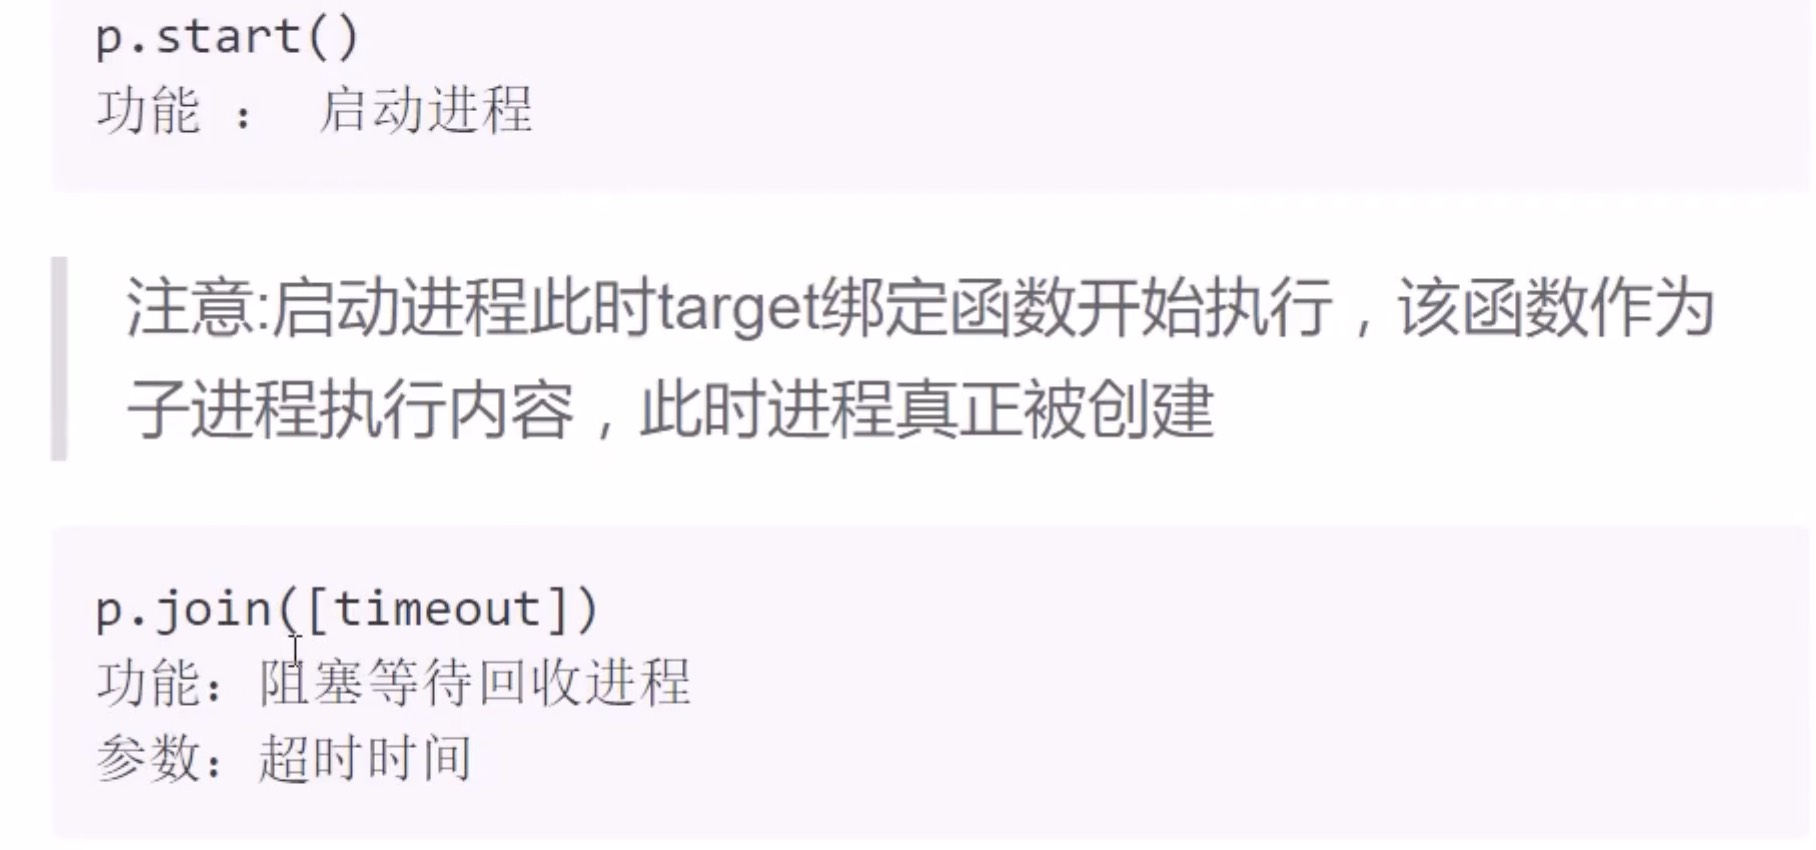 p.start()
功能 ： 启动进程
注意:启动进程此时target绑定函数开始执行，该函数作为
子进程执行内容，此时进程真正被创建
p.join([timeout])
功能：阻塞等待回收进程
参数：超时时间